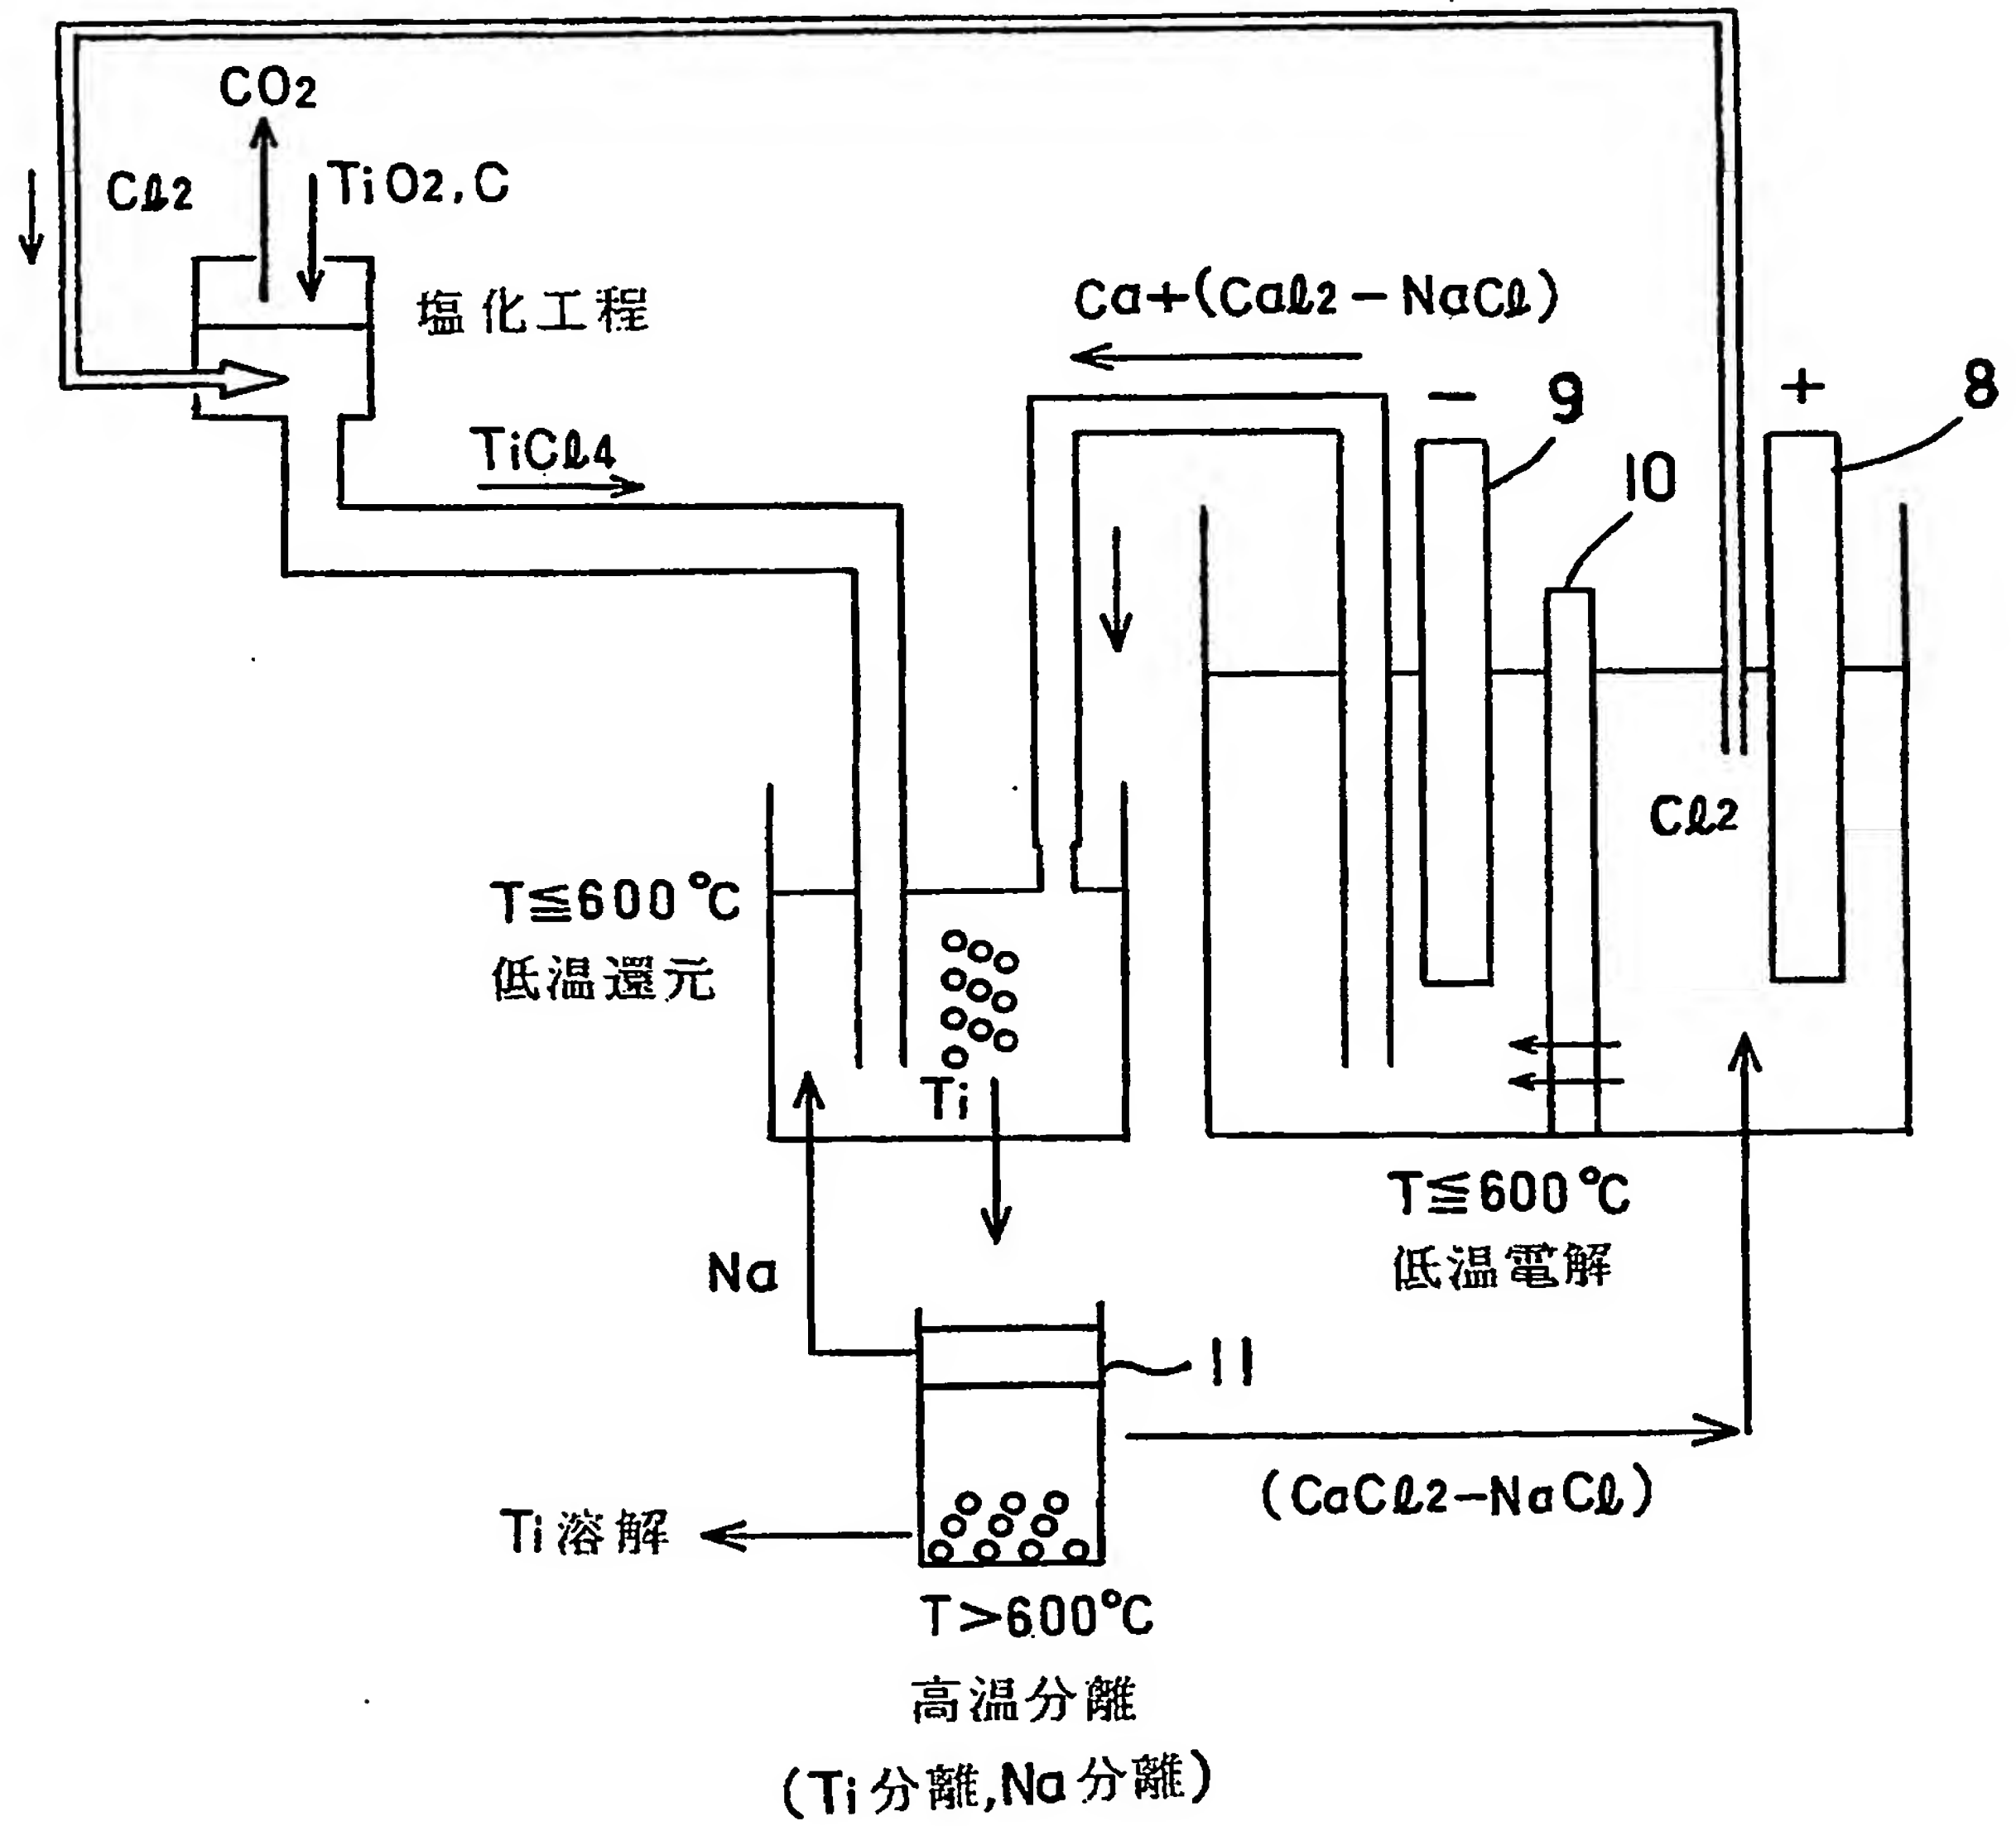 CO2
Cl2
TiO2,C
塩化工程
Ca+(Cal2-NaCl)
- 9
+ 8
10
TiCl4
Cl2
T≦600℃
低温還元
Ti
T≦600℃
低温電解
Na
11
(CaCl2-NaCl)
Ti溶解
T>600℃
高温分離
(Ti分離,Na分離)